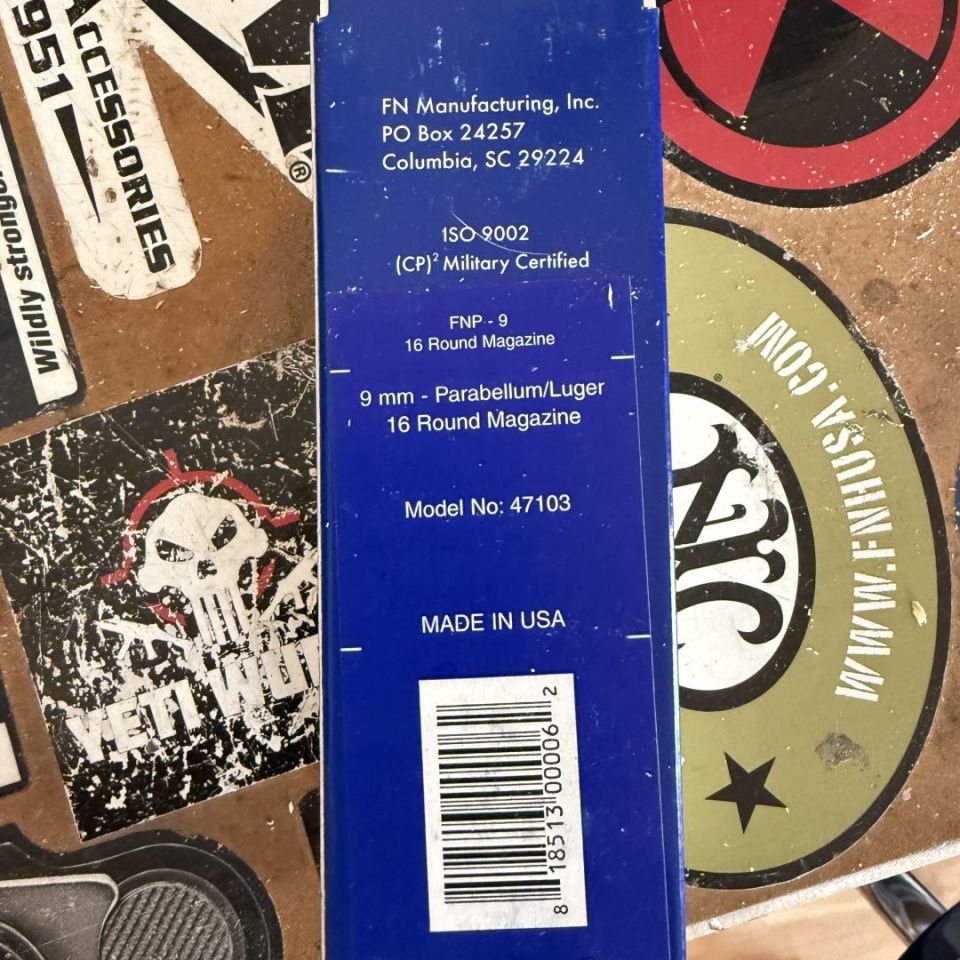 951
ACCESSORIES
®
Wildly stronger
FN Manufacturing, Inc.
PO Box 24257
Columbia, SC 29224
ISO 9002
(CP)² Military Certified
FNP - 9
16 Round Magazine
9 mm - Parabellum/Luger
16 Round Magazine
Model No: 47103
MADE IN USA
8 18513 00006 2
YETI WU
WWW.FNHUSA.COM
®